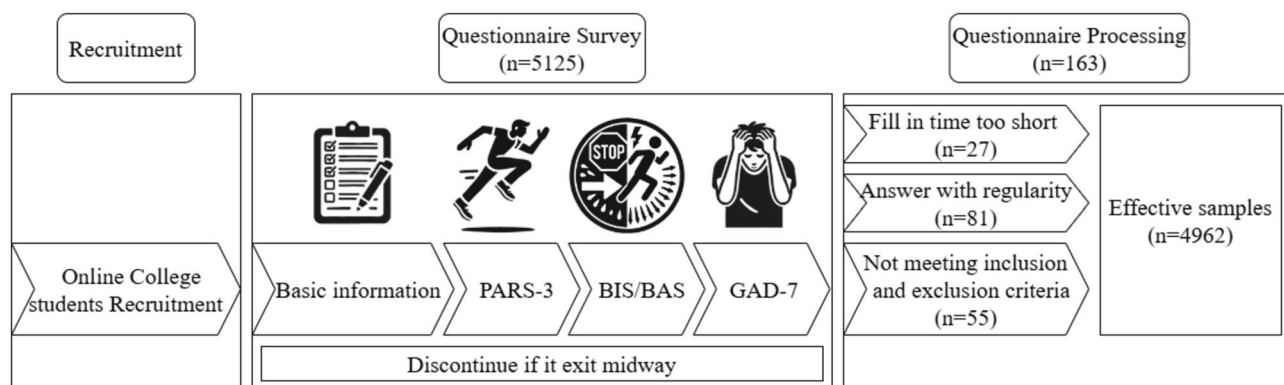 Recruitment
Questionnaire Survey
(n=5125)
Questionnaire Processing
(n=163)
Online College
students Recruitment
STOP
Basic information
PARS-3
BIS/BAS
GAD-7
Discontinue if it exit midway
Fill in time too short
(n=27)
Answer with regularity
(n=81)
Not meeting inclusion
and exclusion criteria
(n=55)
Effective samples
(n=4962)